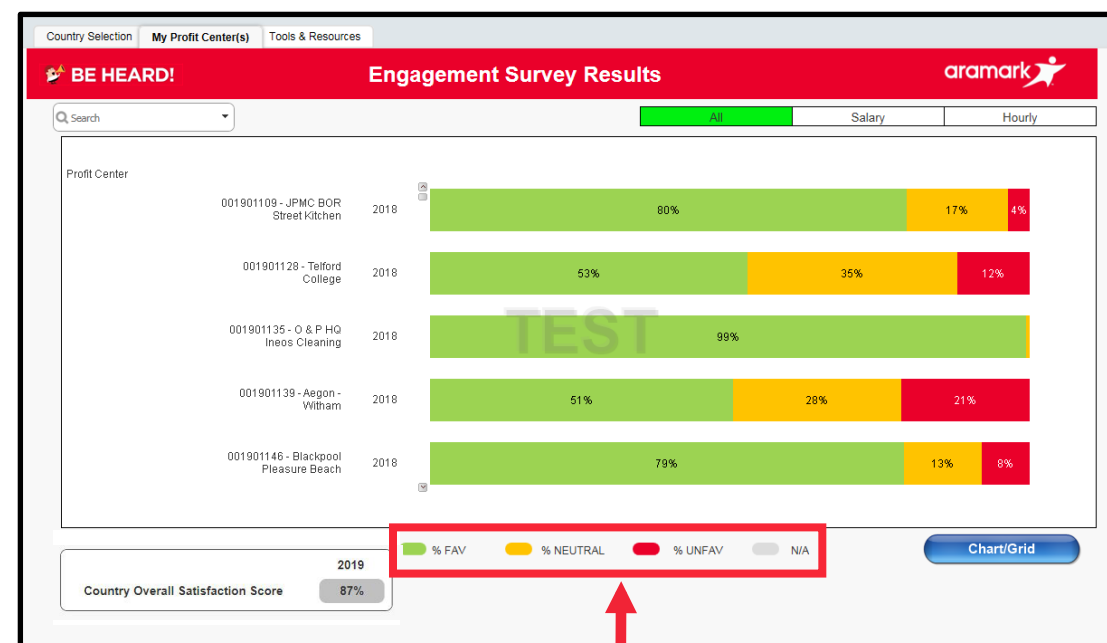 Country Selection My Profit Center(s) Tools & Resources
BE HEARD! Engagement Survey Results aramark
Search All Salary Hourly
Profit Center
001901109 - JPMC BOR
Street Kitchen 2018 80% 17% 4%
001901128 - Telford
College 2018 53% 35% 12%
TEST
001901135 - O & P HQ
Ineos Cleaning 2018 99%
001901139 - Aegon -
Witham 2018 51% 28% 21%
001901146 - Blackpool
Pleasure Beach 2018 79% 13% 8%
% FAV % NEUTRAL % UNFAV N/A Chart/Grid
2019
Country Overall Satisfaction Score 87%